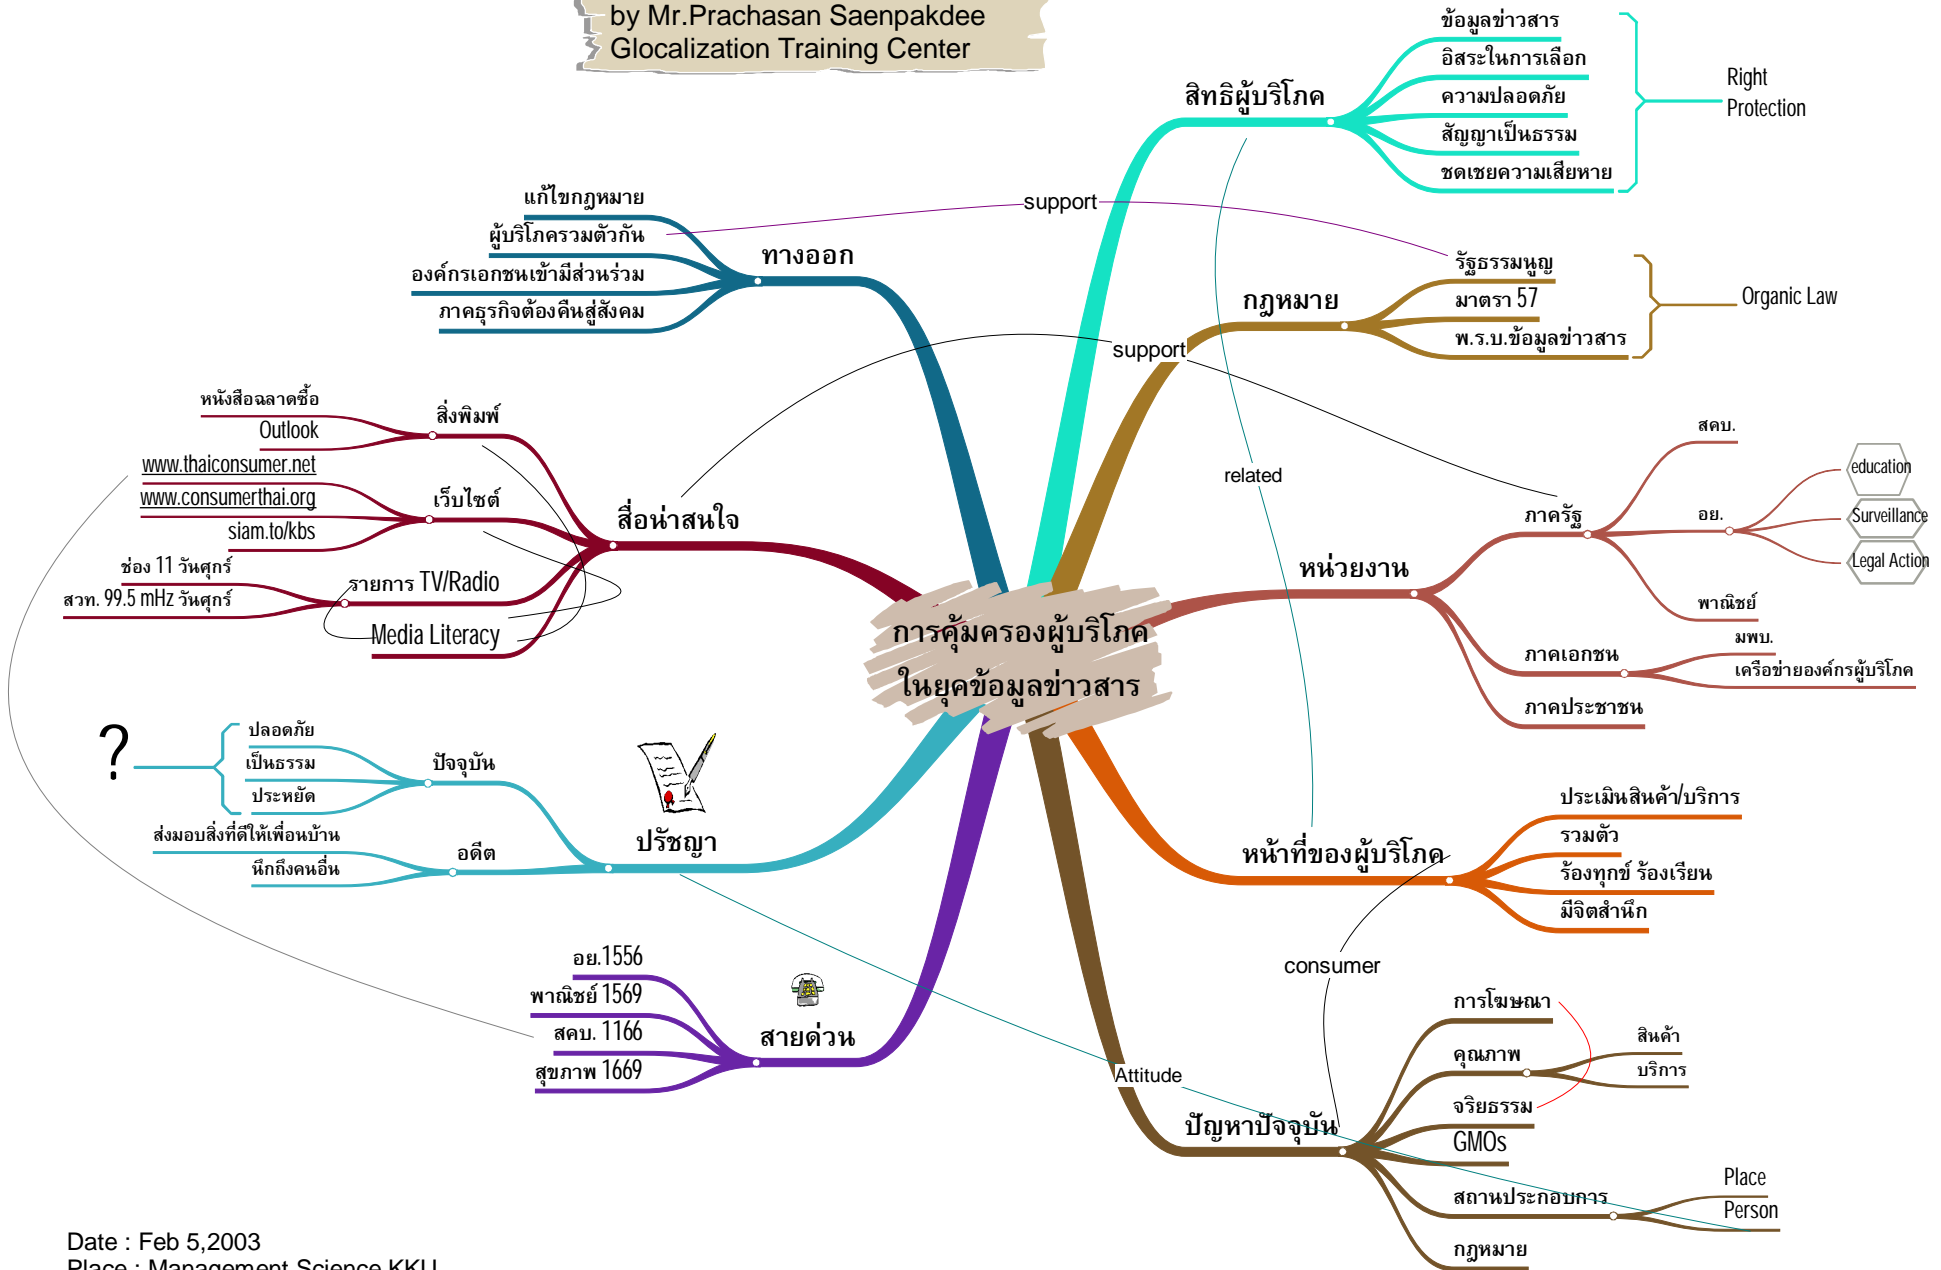 by Mr.Prachasan Saenpakdee
Glocalization Training Center
การคุ้มครองผู้บริโภค
ในยุคข้อมูลข่าวสาร
สิทธิผู้บริโภค
ข้อมูลข่าวสาร
อิสระในการเลือก
ความปลอดภัย
สัญญาเป็นธรรม
ชดเชยความเสียหาย
Right
Protection
กฎหมาย
รัฐธรรมนูญ
มาตรา 57
พ.ร.บ.ข้อมูลข่าวสาร
Organic Law
หน่วยงาน
ภาครัฐ
สคบ.
อย.
education
Surveillance
Legal Action
พาณิชย์
ภาคเอกชน
มพบ.
เครือข่ายองค์กรผู้บริโภค
ภาคประชาชน
หน้าที่ของผู้บริโภค
ประเมินสินค้า/บริการ
รวมตัว
ร้องทุกข์ ร้องเรียน
มีจิตสำนึก
ปัญหาปัจจุบัน
การโฆษณา
คุณภาพ
สินค้า
บริการ
จริยธรรม
GMOs
สถานประกอบการ
Place
Person
กฎหมาย
สายด่วน
อย.1556
พาณิชย์ 1569
สคบ. 1166
สุขภาพ 1669
ปรัชญา
ปัจจุบัน
ปลอดภัย
เป็นธรรม
ประหยัด
?
อดีต
ส่งมอบสิ่งที่ดีให้เพื่อนบ้าน
นึกถึงคนอื่น
สื่อน่าสนใจ
สิ่งพิมพ์
หนังสือฉลาดซื้อ
Outlook
เว็บไซต์
www.thaiconsumer.net
www.consumerthai.org
siam.to/kbs
รายการ TV/Radio
ช่อง 11 วันศุกร์
สวท. 99.5 mHz วันศุกร์
Media Literacy
ทางออก
แก้ไขกฎหมาย
ผู้บริโภครวมตัวกัน
องค์กรเอกชนเข้ามีส่วนร่วม
ภาคธุรกิจต้องคืนสู่สังคม
support
support
related
consumer
Attitude
Date : Feb 5,2003
Place : Management Science KKU